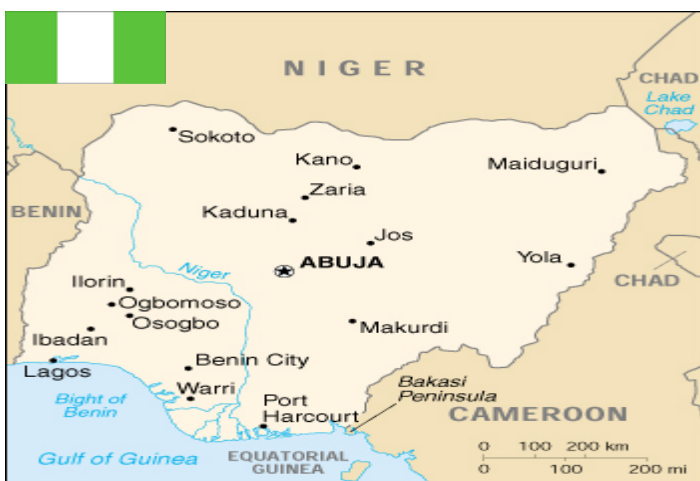 NIGER
CHAD
Lake
Chad
Sokoto
Kano
Maiduguri
Zaria
BENIN
Kaduna
Jos
ABUJA
Yola
Niger
CHAD
Ilorin
Ogbomoso
Osogbo
Makurdi
Ibadan
Lagos
Benin City
Bight of
Benin
Warri
Port
Harcourt
Bakasi
Peninsula
CAMEROON
Gulf of Guinea
EQUATORIAL
GUINEA
0 100 200 km
0 100 200 mi